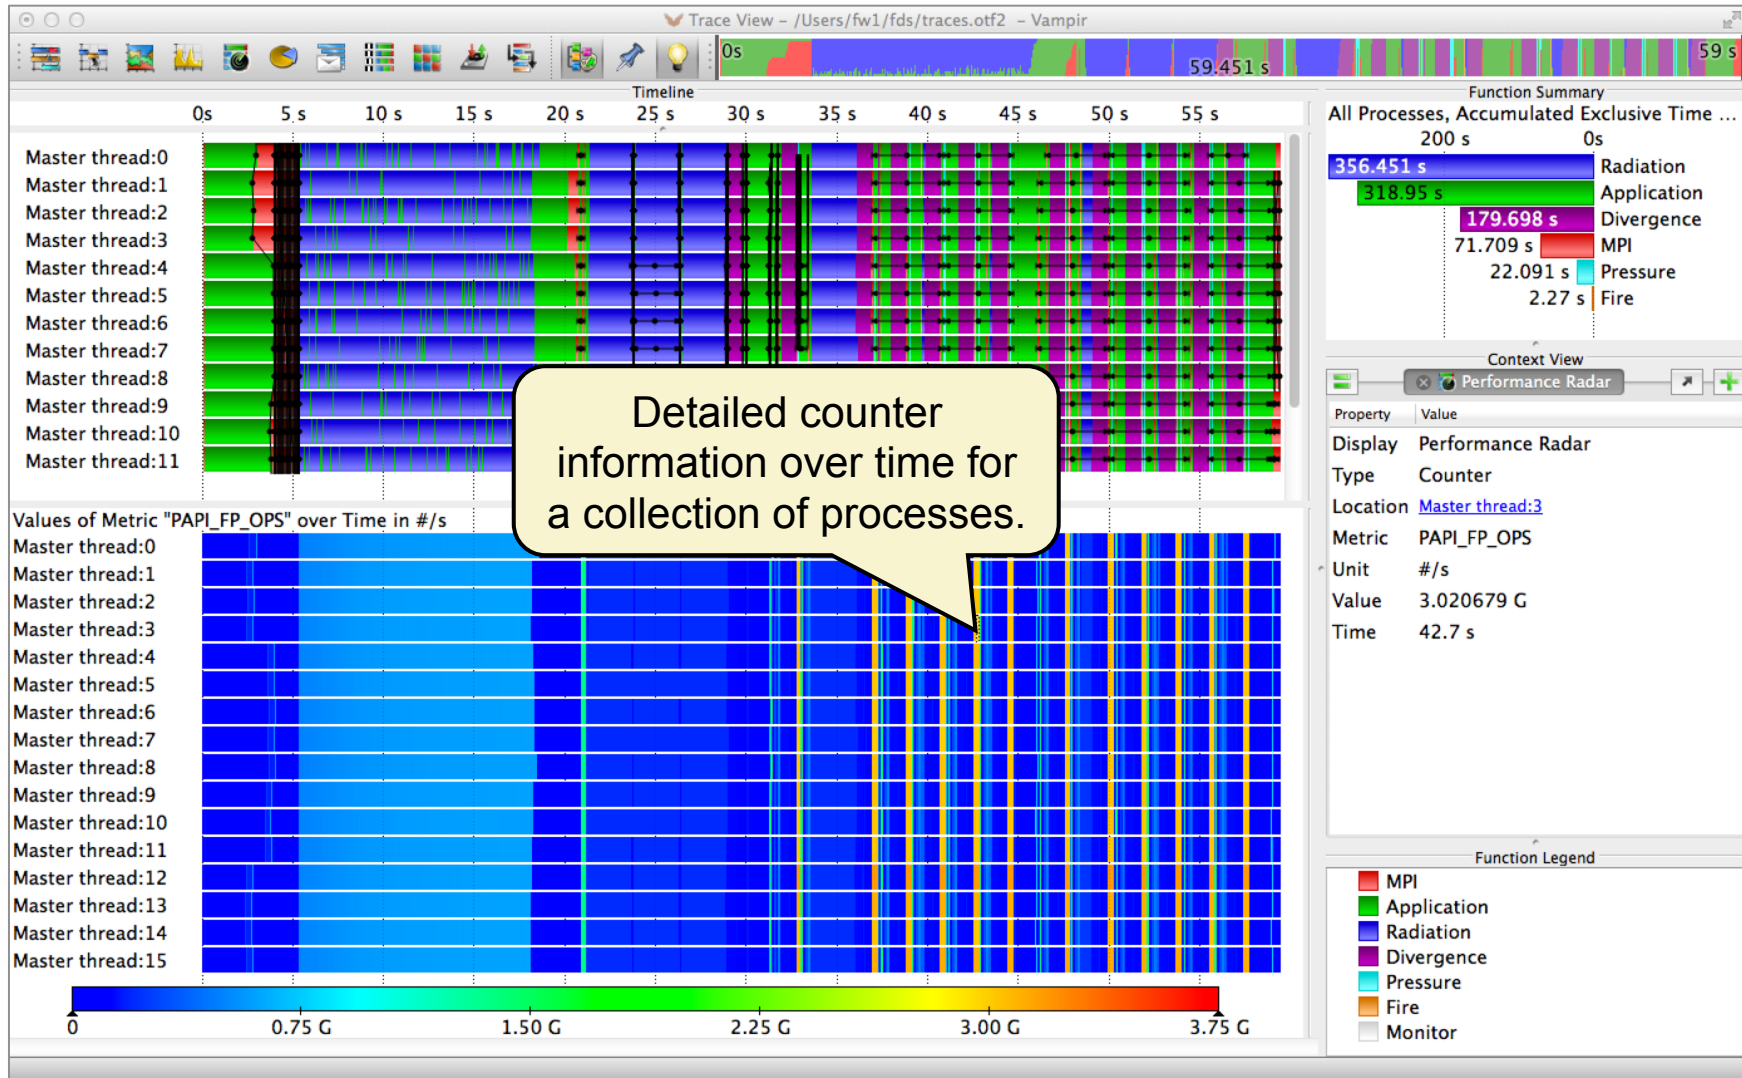 Trace View – /Users/fw1/fds/traces.otf2 – Vampir
0s
59.451 s
59 s
Timeline
0s 5 s 10 s 15 s 20 s 25 s 30 s 35 s 40 s 45 s 50 s 55 s
Master thread:0
Master thread:1
Master thread:2
Master thread:3
Master thread:4
Master thread:5
Master thread:6
Master thread:7
Master thread:8
Master thread:9
Master thread:10
Master thread:11
Detailed counter
information over time for
a collection of processes.
Values of Metric "PAPI_FP_OPS" over Time in #/s
Master thread:0
Master thread:1
Master thread:2
Master thread:3
Master thread:4
Master thread:5
Master thread:6
Master thread:7
Master thread:8
Master thread:9
Master thread:10
Master thread:11
Master thread:12
Master thread:13
Master thread:14
Master thread:15
0 0.75 G 1.50 G 2.25 G 3.00 G 3.75 G
Function Summary
All Processes, Accumulated Exclusive Time ...
200 s 0s
356.451 s Radiation
318.95 s Application
179.698 s Divergence
71.709 s MPI
22.091 s Pressure
2.27 s Fire
Context View
Performance Radar
Property Value
Display Performance Radar
Type Counter
Location Master thread:3
Metric PAPI_FP_OPS
Unit #/s
Value 3.020679 G
Time 42.7 s
Function Legend
MPI
Application
Radiation
Divergence
Pressure
Fire
Monitor